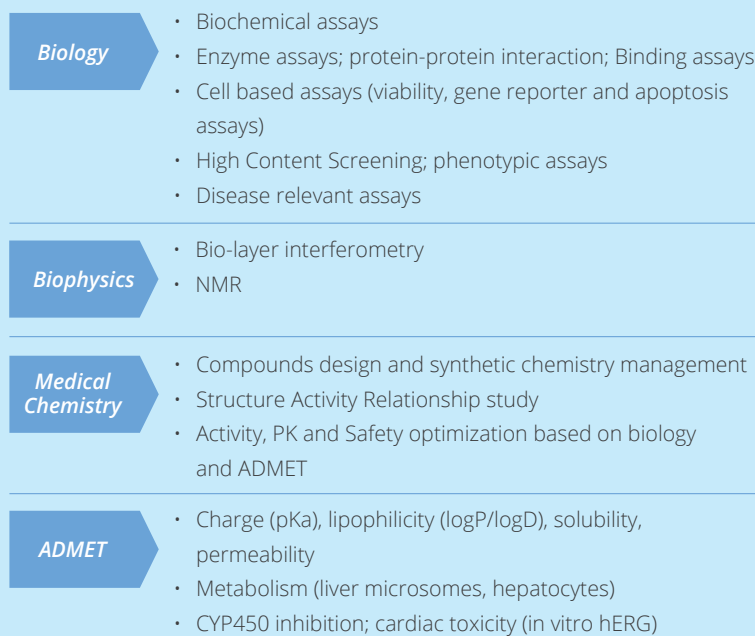 Biology
• Biochemical assays
• Enzyme assays; protein-protein interaction; Binding assays
• Cell based assays (viability, gene reporter and apoptosis
assays)
• High Content Screening; phenotypic assays
• Disease relevant assays
Biophysics
• Bio-layer interferometry
• NMR
Medical
Chemistry
• Compounds design and synthetic chemistry management
• Structure Activity Relationship study
• Activity, PK and Safety optimization based on biology
and ADMET
ADMET
• Charge (pKa), lipophilicity (logP/logD), solubility,
permeability
• Metabolism (liver microsomes, hepatocytes)
• CYP450 inhibition; cardiac toxicity (in vitro hERG)